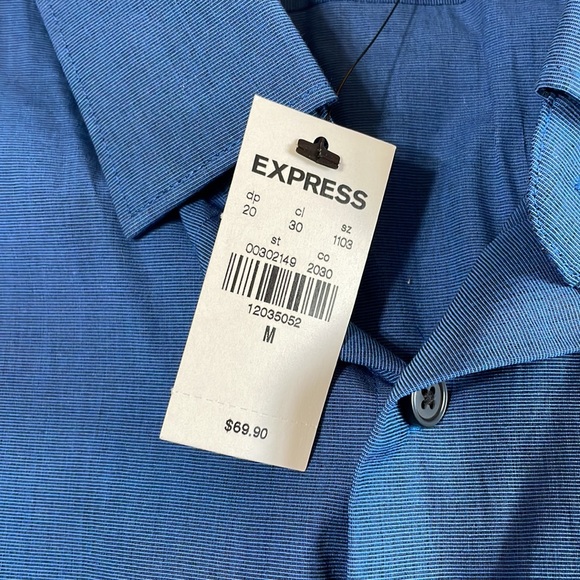 EXPRESS
dp cl sz
20 30 1103
st co
00302149 2030
12035052
M
$69.90